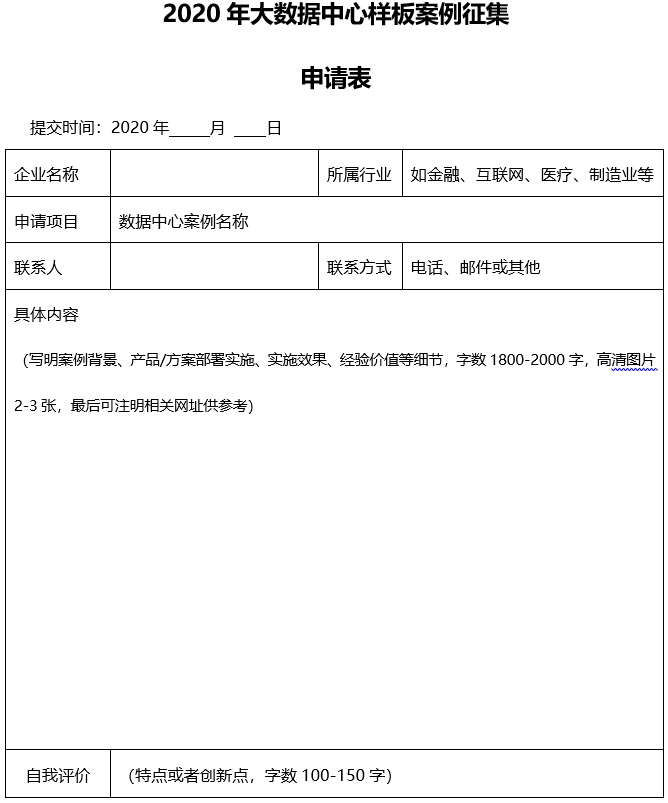 2020 年大数据中心样板案例征集
申请表
提交时间：2020 年_____月 ____日
企业名称 所属行业 如金融、互联网、医疗、制造业等
申请项目 数据中心案例名称
联系人 联系方式 电话、邮件或其他
具体内容
（写明案例背景、产品/方案部署实施、实施效果、经验价值等细节，字数 1800-2000 字，高清图片
2-3 张，最后可注明相关网址供参考）
自我评价 （特点或者创新点，字数 100-150 字）